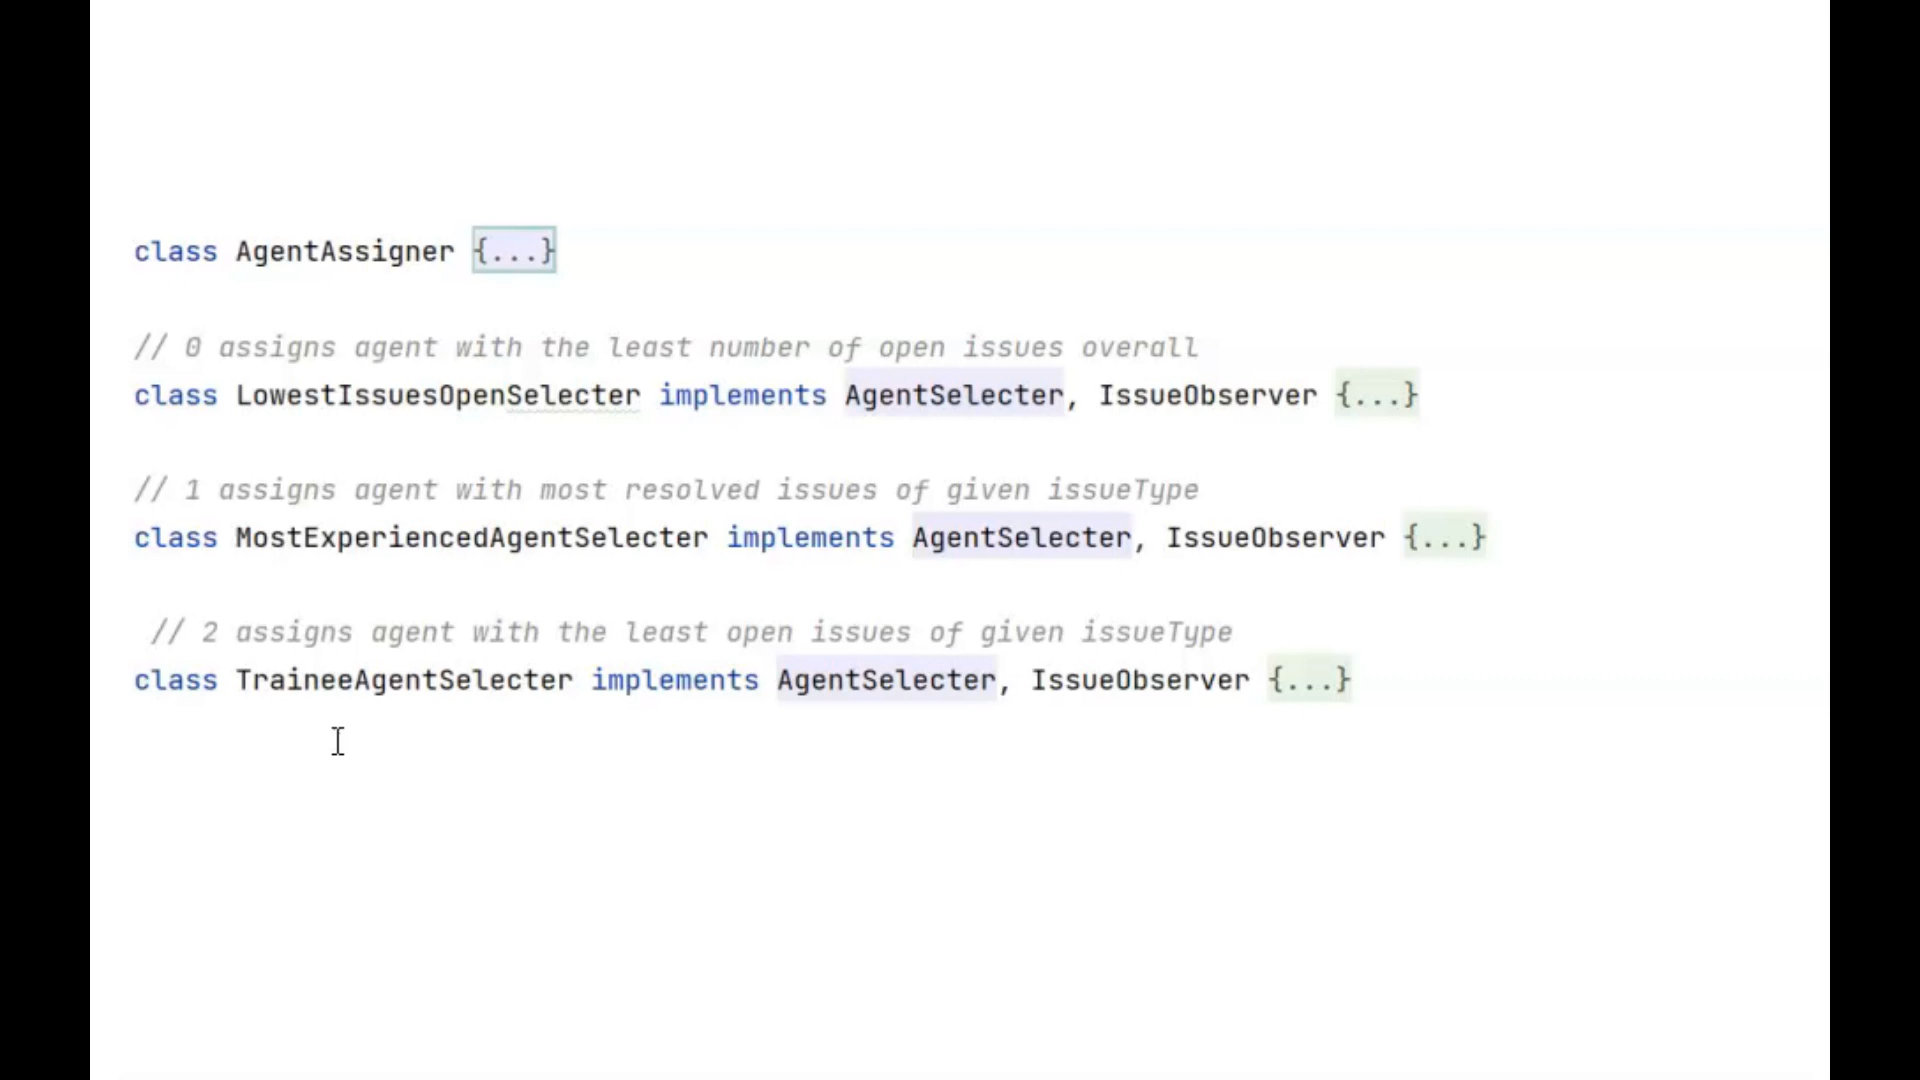 class AgentAssigner {...}
// 0 assigns agent with the least number of open issues overall
class LowestIssuesOpenSelecter implements AgentSelecter, IssueObserver {...}
// 1 assigns agent with most resolved issues of given issueType
class MostExperiencedAgentSelecter implements AgentSelecter, IssueObserver {...}
// 2 assigns agent with the least open issues of given issueType
class TraineeAgentSelecter implements AgentSelecter, IssueObserver {...}